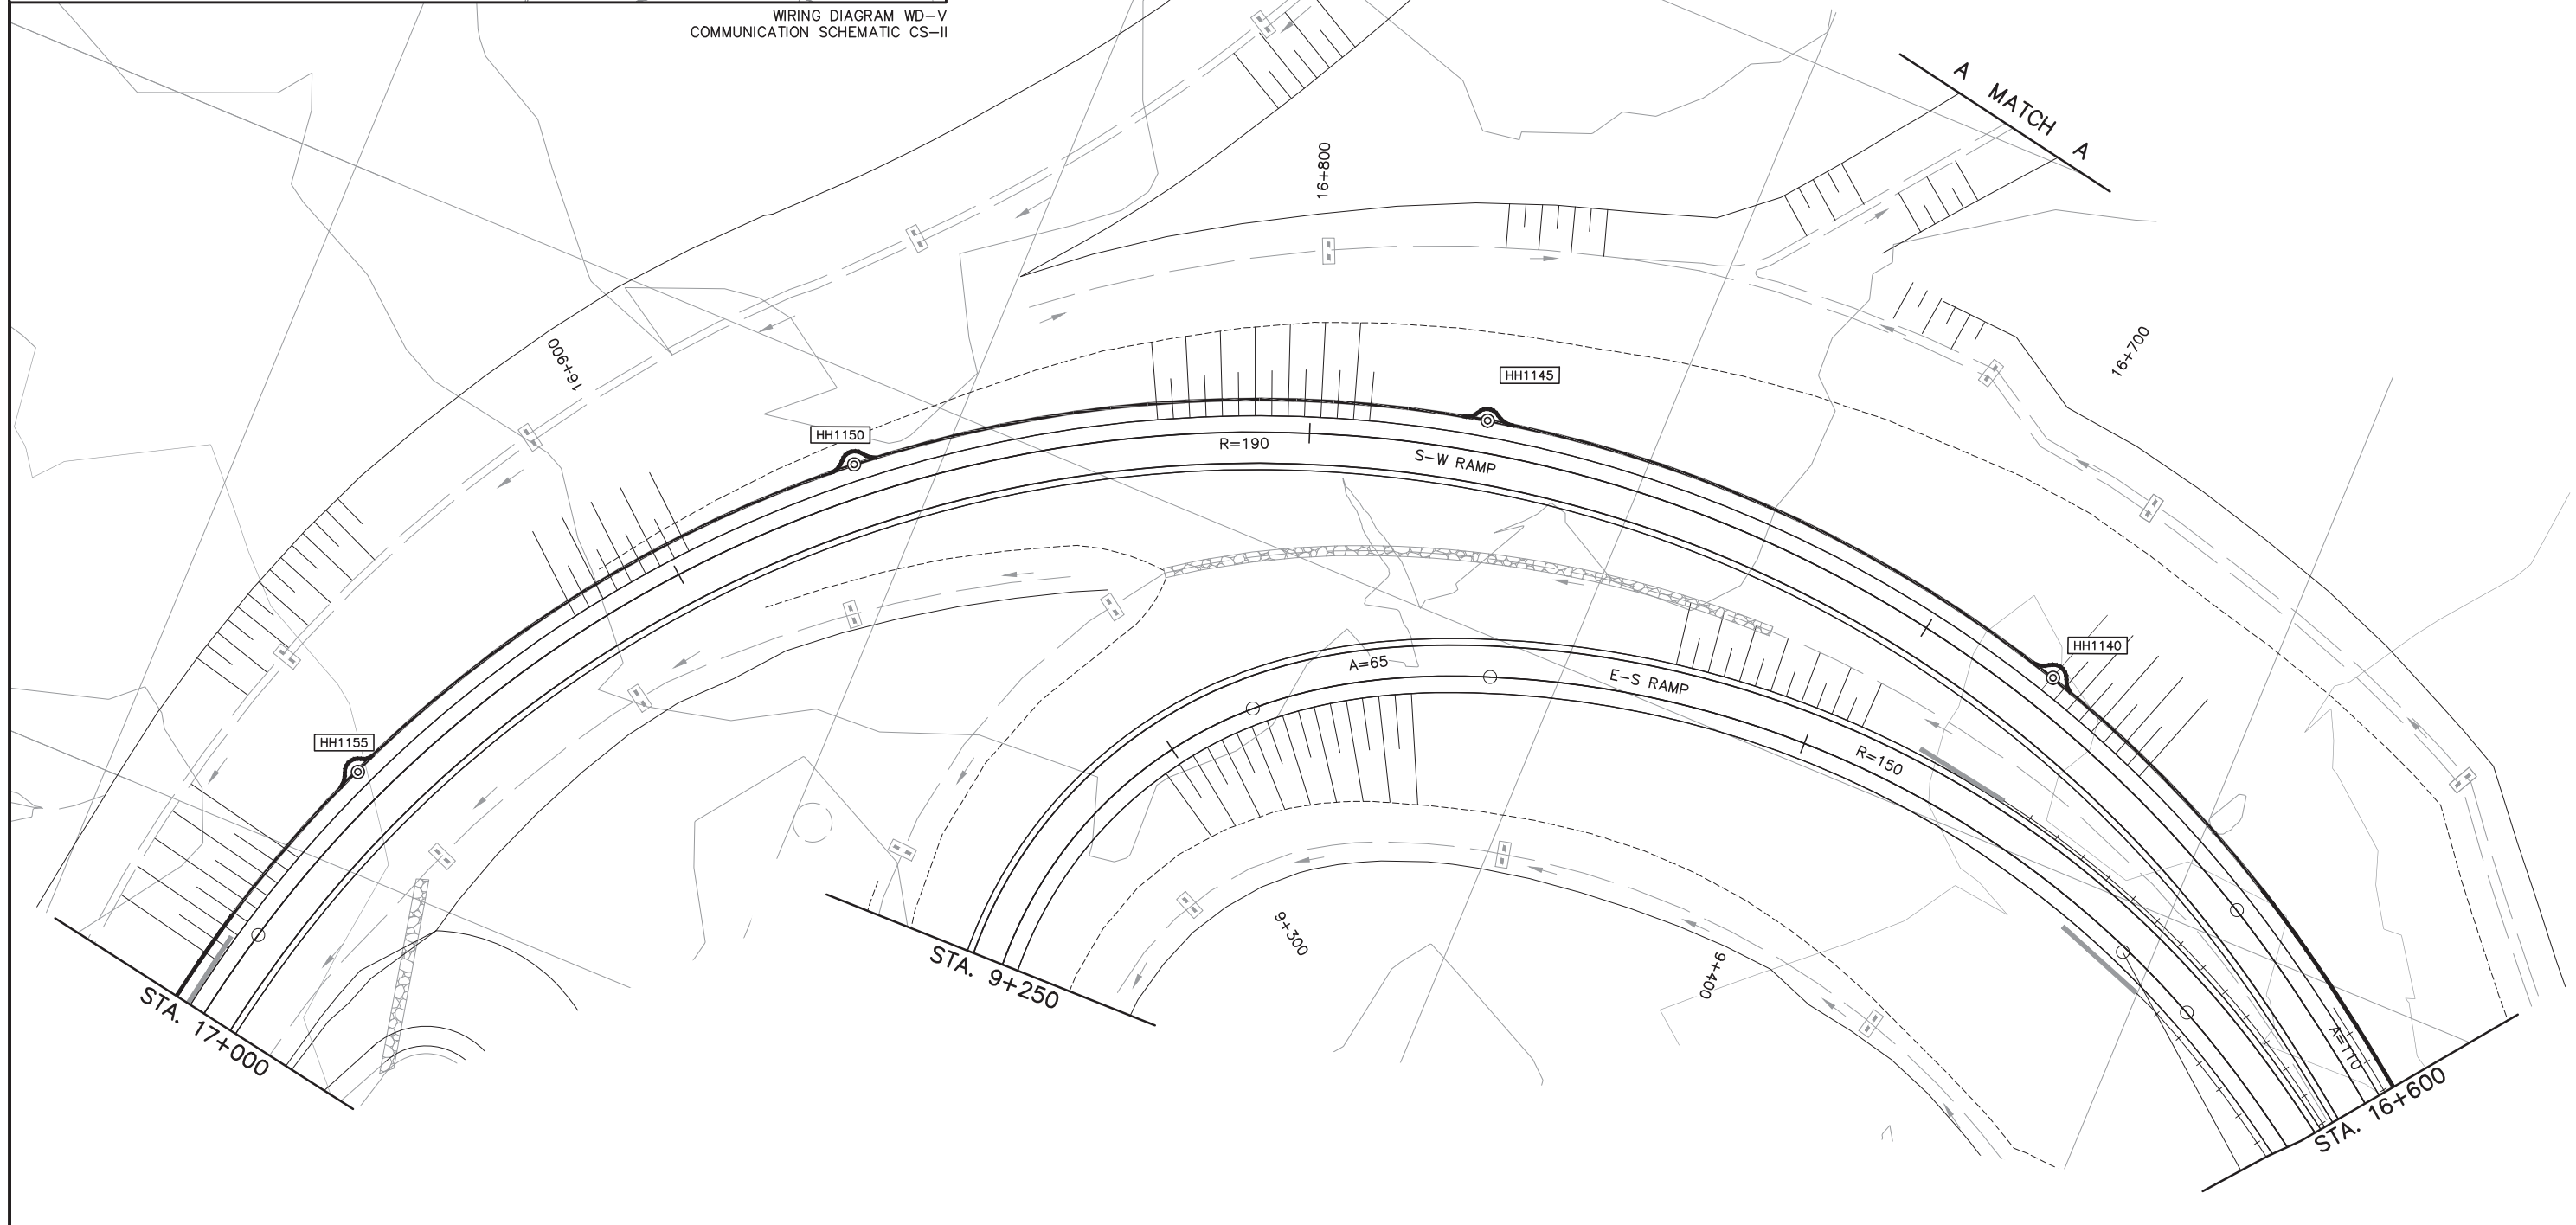 WIRING DIAGRAM WD-V
COMMUNICATION SCHEMATIC CS-II
A MATCH A
16+800
16+700
16+900
HH1145
HH1150
R=190
S-W RAMP
HH1140
A=65
E-S RAMP
HH1155
R=150
9+300
9+400
STA. 9+250
STA. 17+000
A=110
STA. 16+600